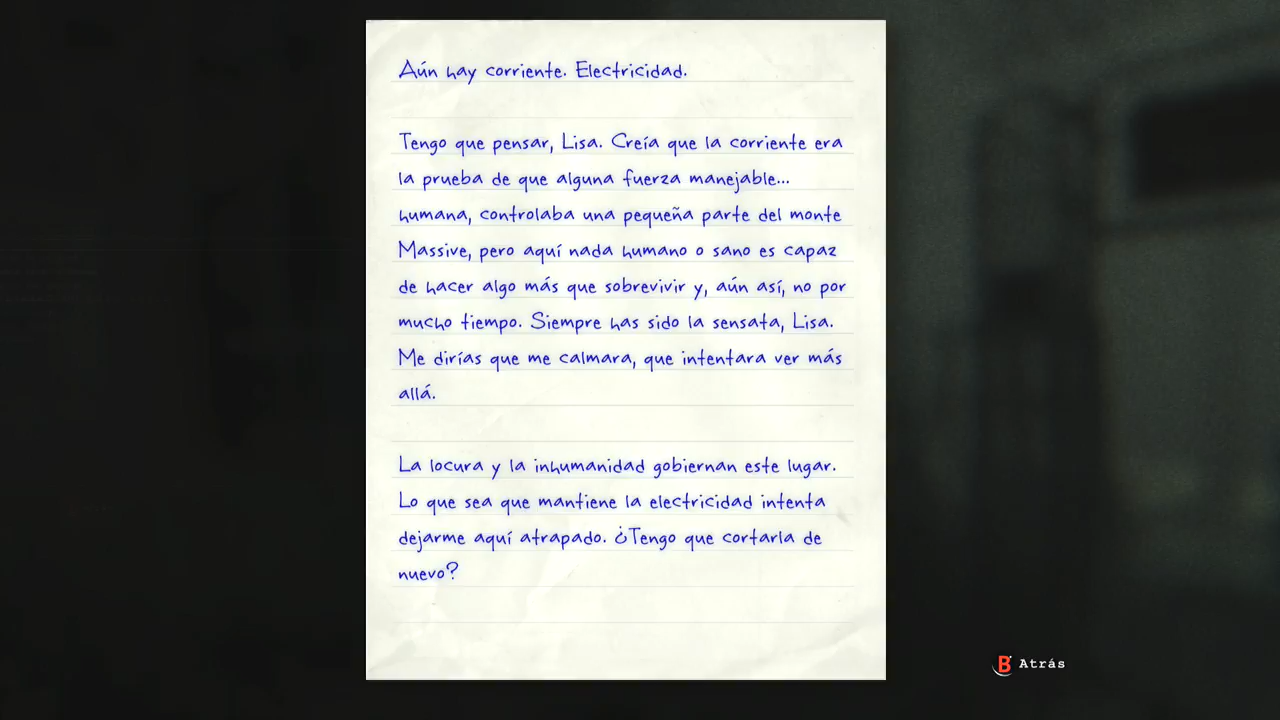 Aún hay corriente. Electricidad.
Tengo que pensar, Lisa. Creía que la corriente era
la prueba de que alguna fuerza manejable...
humana, controlaba una pequeña parte del monte
Massive, pero aquí nada humano o sano es capaz
de hacer algo más que sobrevivir y, aún así, no por
mucho tiempo. Siempre has sido la sensata, Lisa.
Me dirías que me calmara, que intentara ver más
allá.
La locura y la inhumanidad gobiernan este lugar.
Lo que sea que mantiene la electricidad intenta
dejarme aquí atrapado. ¿Tengo que cortarla de
nuevo?
B Atrás